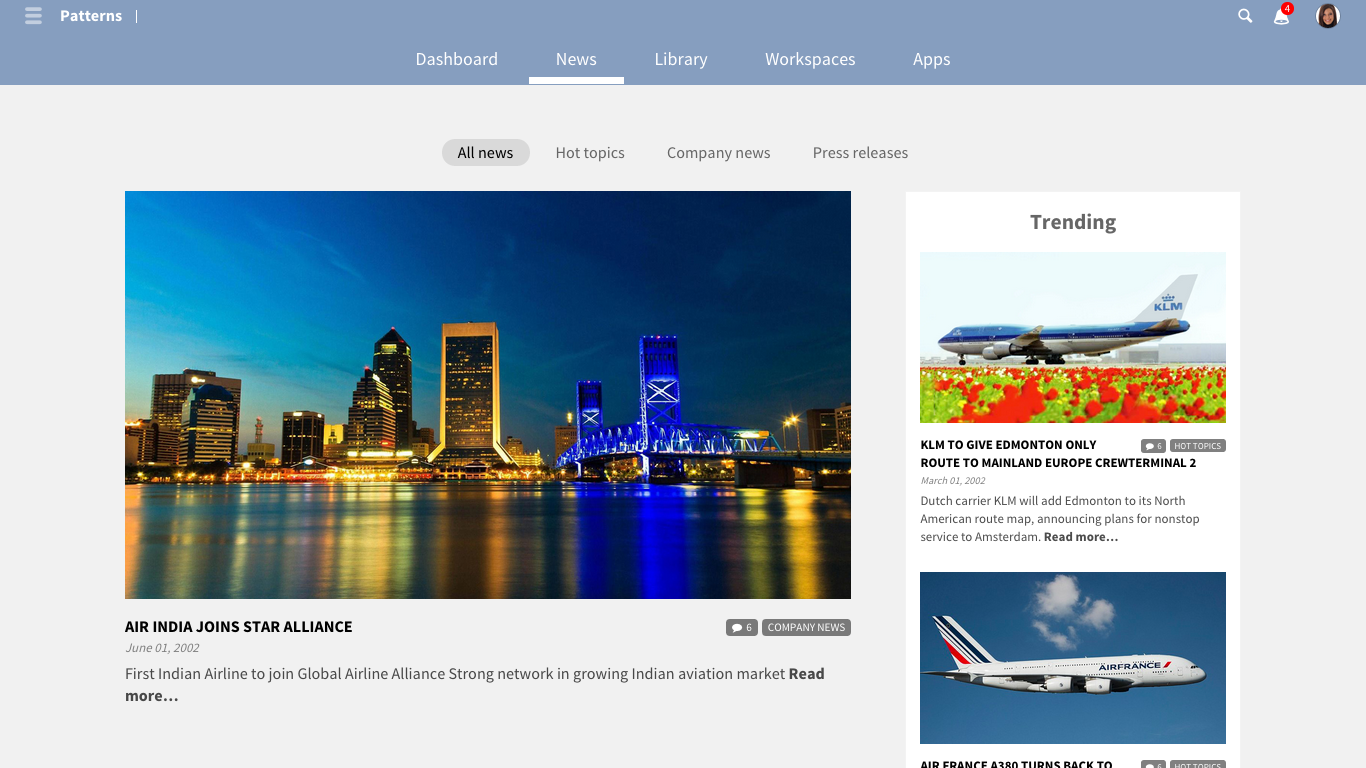 Patterns |
4
Dashboard News Library Workspaces Apps
All news Hot topics Company news Press releases
AIR INDIA JOINS STAR ALLIANCE
6 COMPANY NEWS
June 01, 2002
First Indian Airline to join Global Airline Alliance Strong network in growing Indian aviation market Read
more…
Trending
KLM
KLM TO GIVE EDMONTON ONLY
6 HOT TOPICS
ROUTE TO MAINLAND EUROPE CREWTERMINAL 2
March 01, 2002
Dutch carrier KLM will add Edmonton to its North
American route map, announcing plans for nonstop
service to Amsterdam. Read more…
AIRFRANCE
AIR FRANCE A380 TURNS BACK TO
6 HOT TOPICS